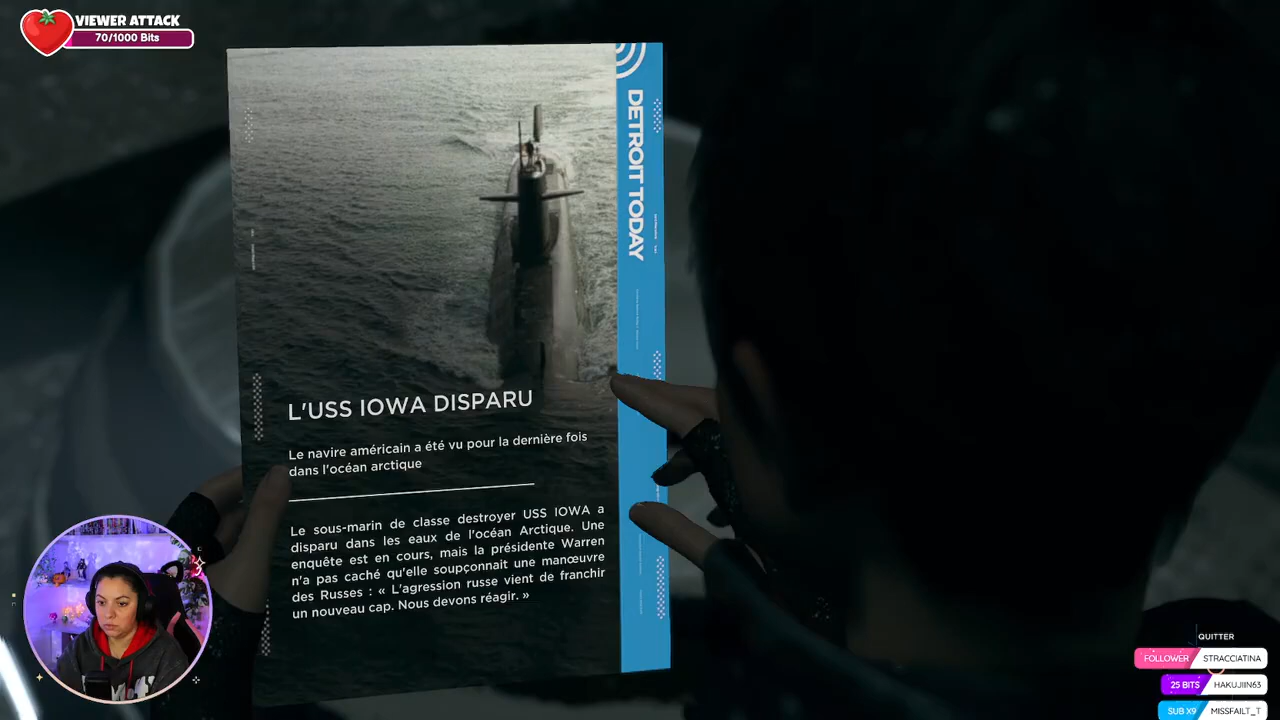 VIEWER ATTACK
70/1000 Bits
DETROIT TODAY
L'USS IOWA DISPARU
Le navire américain a été vu pour la dernière fois
dans l'océan arctique
Le sous-marin de classe destroyer USS IOWA a
disparu dans les eaux de l'océan Arctique. Une
enquête est en cours, mais la présidente Warren
n'a pas caché qu'elle soupçonnait une manœuvre
des Russes : « L'agression russe vient de franchir
un nouveau cap. Nous devons réagir. »
QUITTER
FOLLOWER STRACCIATINA
25 BITS HAKUJIIN63
SUB X9 MISSFAILT_T